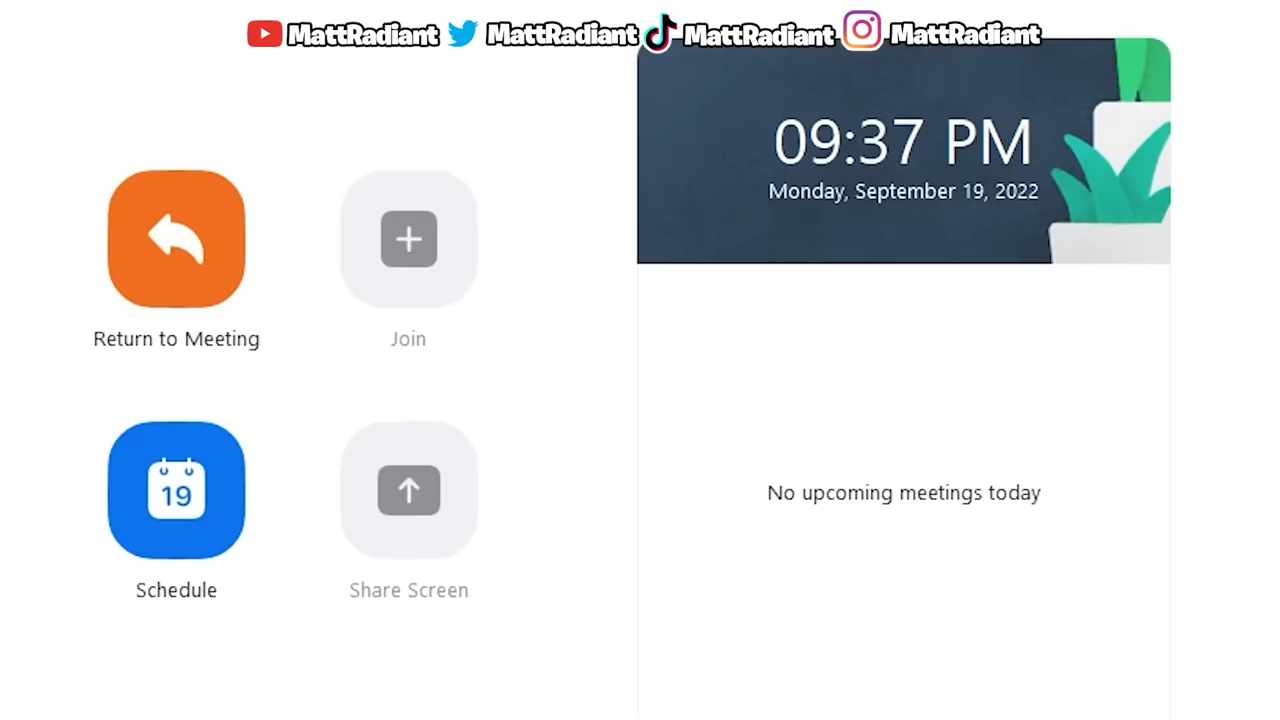 MattRadiant MattRadiant MattRadiant MattRadiant
09:37 PM
Monday, September 19, 2022
Return to Meeting
Join
19
Schedule
Share Screen
No upcoming meetings today